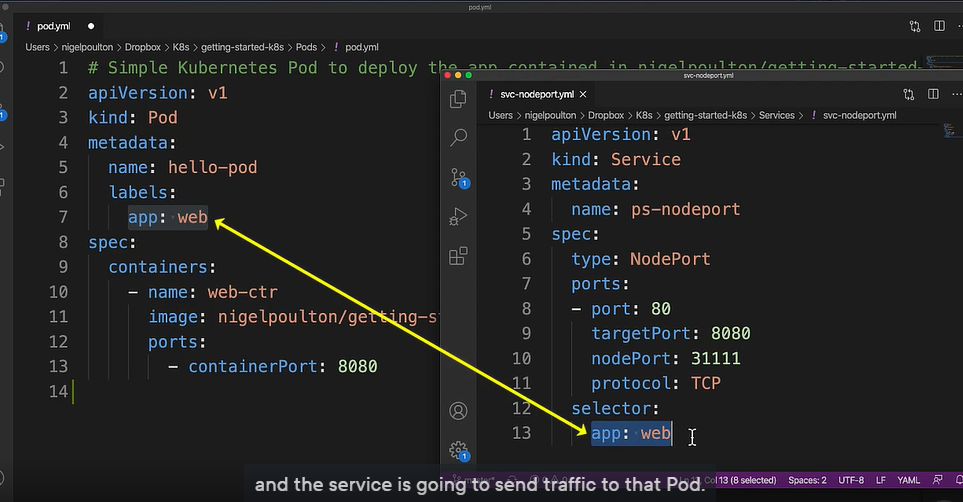 pod.yml
! pod.yml
Users > nigelpoulton > Dropbox > K8s > getting-started-k8s > Pods > ! pod.yml
1 # Simple Kubernetes Pod to deploy the app contained in nigelpoulton/getting-started
2 apiVersion: v1
3 kind: Pod
4 metadata:
5 name: hello-pod
6 labels:
7 app: web
8 spec:
9 containers:
10 - name: web-ctr
11 image: nigelpoulton/getting-st
12 ports:
13 - containerPort: 8080
14
svc-nodeport.yml
! svc-nodeport.yml
Users > nigelpoulton > Dropbox > K8s > getting-started-k8s > Services > ! svc-nodeport.yml
1 apiVersion: v1
2 kind: Service
3 metadata:
4 name: ps-nodeport
5 spec:
6 type: NodePort
7 ports:
8 - port: 80
9 targetPort: 8080
10 nodePort: 31111
11 protocol: TCP
12 selector:
13 app: web
13 (8 selected) Spaces: 2 UTF-8 LF YAML
and the service is going to send traffic to that Pod.